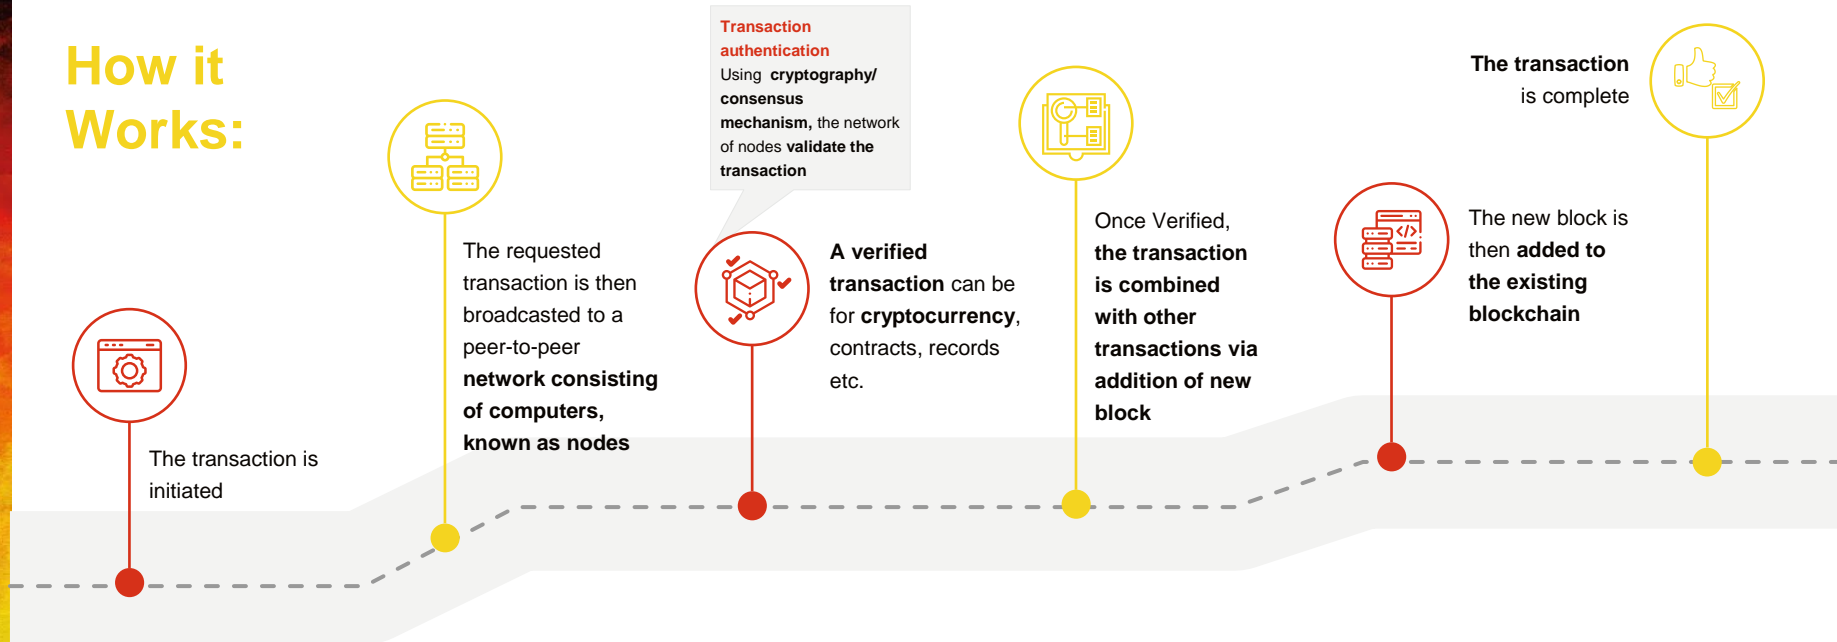 How it
Works:
The transaction is
initiated
The requested
transaction is then
broadcasted to a
peer-to-peer
network consisting
of computers,
known as nodes
Transaction
authentication
Using cryptography/
consensus
mechanism, the network
of nodes validate the
transaction
A verified
transaction can be
for cryptocurrency,
contracts, records
etc.
Once Verified,
the transaction
is combined
with other
transactions via
addition of new
block
The new block is
then added to
the existing
blockchain
The transaction
is complete